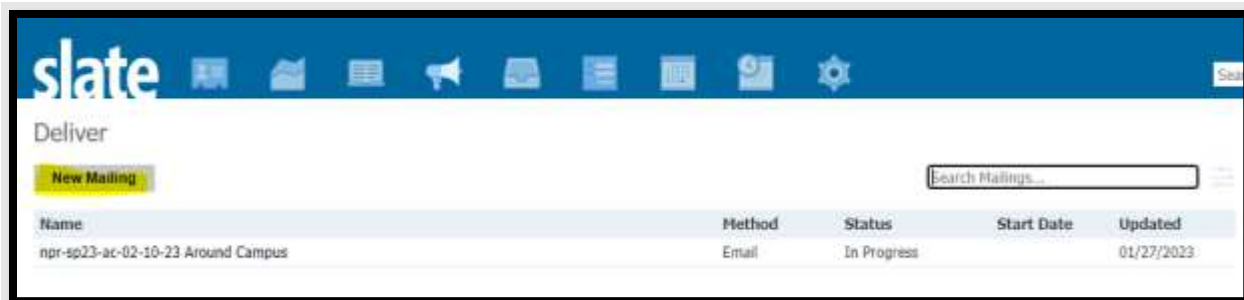 slate
Sea
Deliver
New Mailing
Search Mailings...
Name Method Status Start Date Updated
npr-sp23-ac-02-10-23 Around Campus Email In Progress 01/27/2023